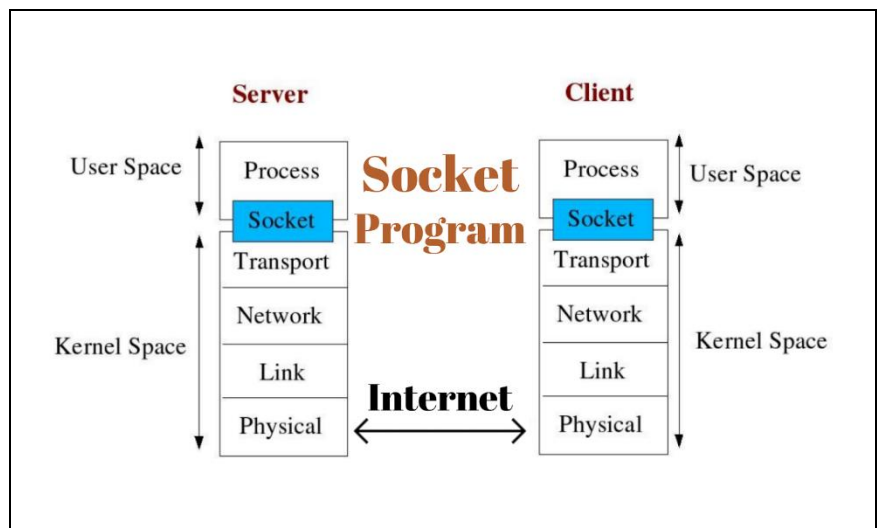 Server
Client
User Space
Process
Socket
Program
Process
User Space
Socket
Socket
Transport
Transport
Network
Network
Kernel Space
Kernel Space
Link
Link
Internet
Physical
Physical